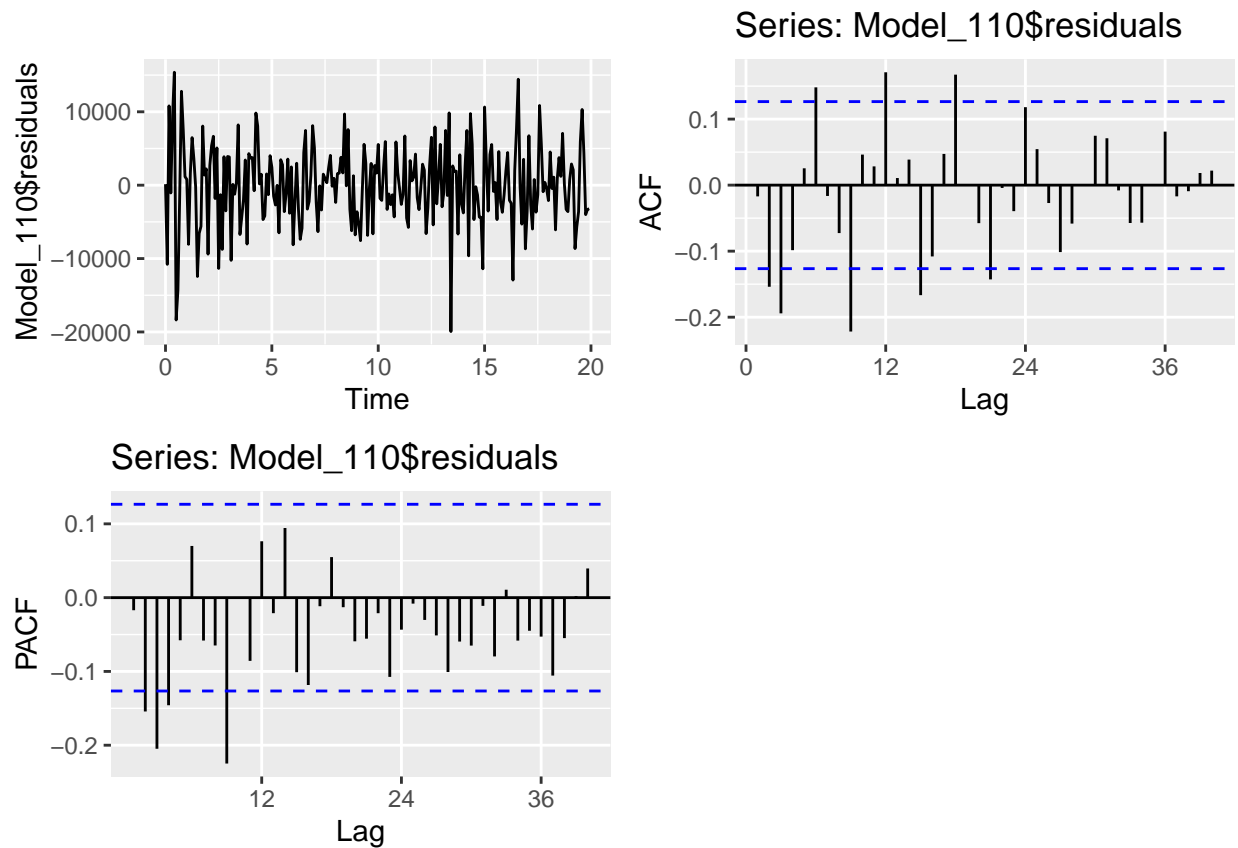 Model_110$residuals
10000
0
−10000
−20000
0 5 10 15 20
Time
Series: Model_110$residuals
ACF
0.1
0.0
−0.1
−0.2
0 12 24 36
Lag
Series: Model_110$residuals
PACF
0.1
0.0
−0.1
−0.2
12 24 36
Lag